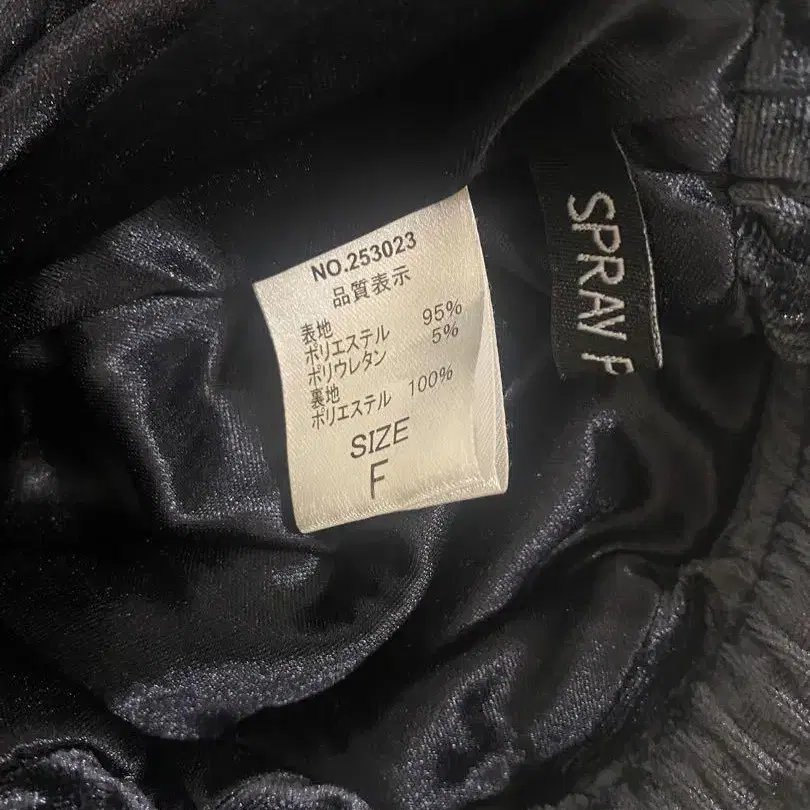 NO.253023
品質表示
表地
ポリエステル 95%
ポリウレタン 5%
裏地
ポリエステル 100%
SIZE
F
SPRAY P